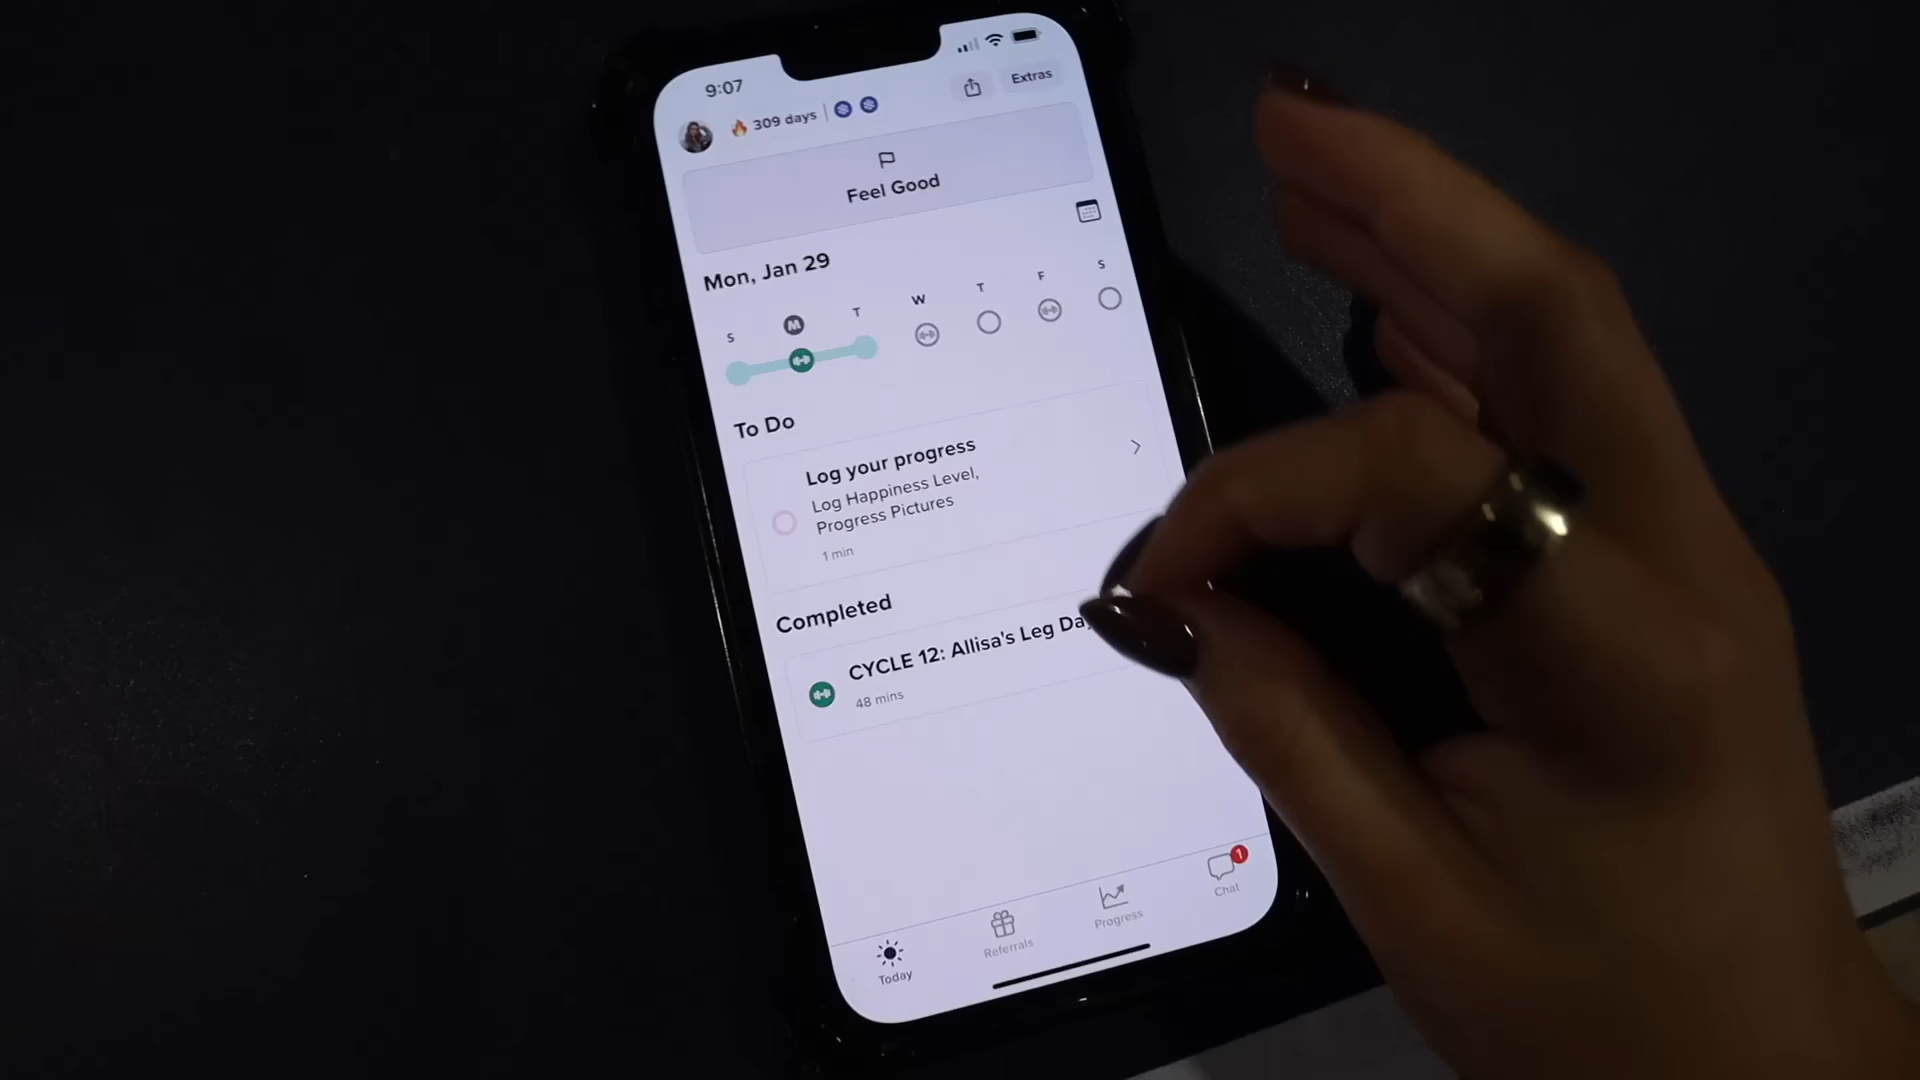 9:07
309 days
Extras
Feel Good
Mon, Jan 29
S M T W T F S
To Do
Log your progress
Log Happiness Level,
Progress Pictures
1 min
Completed
CYCLE 12: Allisa's Leg Day
48 mins
1
Today Referrals Progress Chat